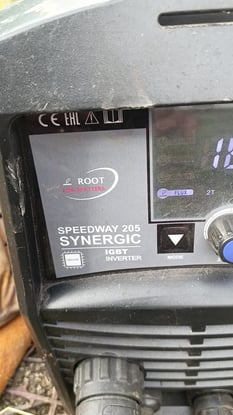 CE EAC
ROOT
SPEEDWAY 205
SYNERGIC
IGBT
INVERTER
FLUX
2T
MODE